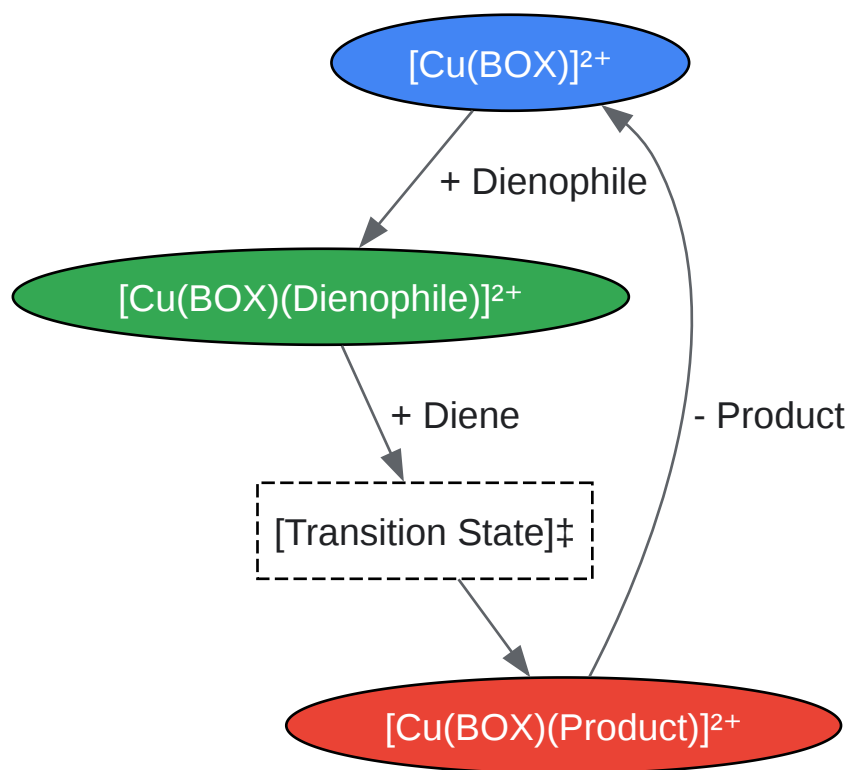 [Cu(BOX)]²⁺
+ Dienophile
[Cu(BOX)(Dienophile)]²⁺
+ Diene
- Product
[Transition State]‡
[Cu(BOX)(Product)]²⁺